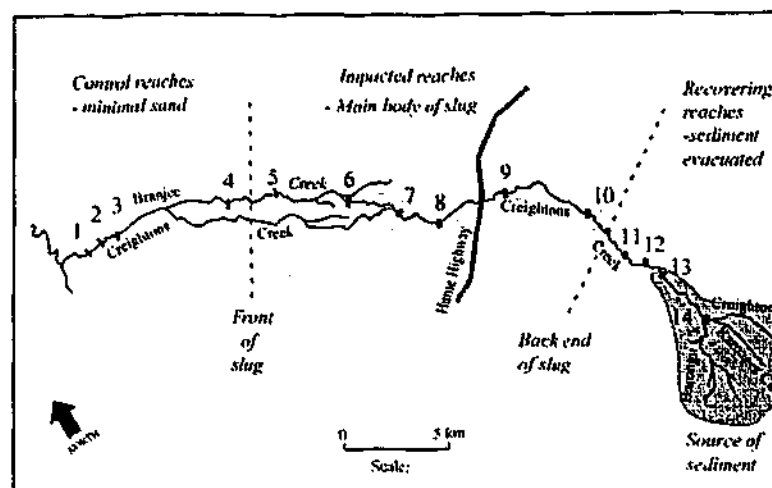 Control reaches
- minimal sand
Impacted reaches
- Main body of slug
Recovering
reaches
-sediment
evacuated
1
2
3
Branjee
4
5
Creek
6
7
8
9
10
11
12
13
14
Creightons
Creek
Creightons
Creek
Creightons
Hume Highway
Front
of
slug
Back end
of slug
NORTH
0
5 km
Scale:
Source of
sediment